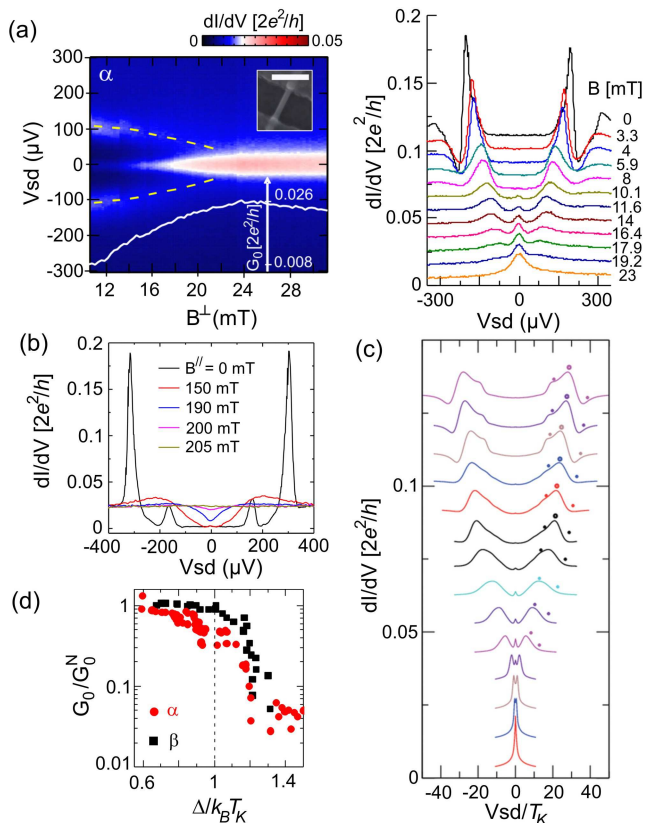 (a)
dI/dV [2e²/h]
0
0.05
α
Vsd (µV)
300
200
100
0
-100
-200
-300
0.026
G₀ [2e²/h]
0.008
12
16
20
24
28
B⊥(mT)
dI/dV [2e²/h]
0.2
0.15
0.1
0.05
0
B [mT]
0
3.3
4
5.9
8
10.1
11.6
14
16.4
17.9
19.2
23
-300
0
300
Vsd (µV)
(b)
dI/dV [2e²/h]
0.2
0.15
0.1
0.05
0
B// = 0 mT
150 mT
190 mT
200 mT
205 mT
-400
-200
0
200
400
Vsd (µV)
(c)
dI/dV [2e²/h]
0.1
0.05
0
-40
-20
0
20
40
Vsd/T_K
(d)
G₀/G₀ᴺ
1
0.1
0.01
α
β
0.6
1
1.4
Δ/k_BT_K